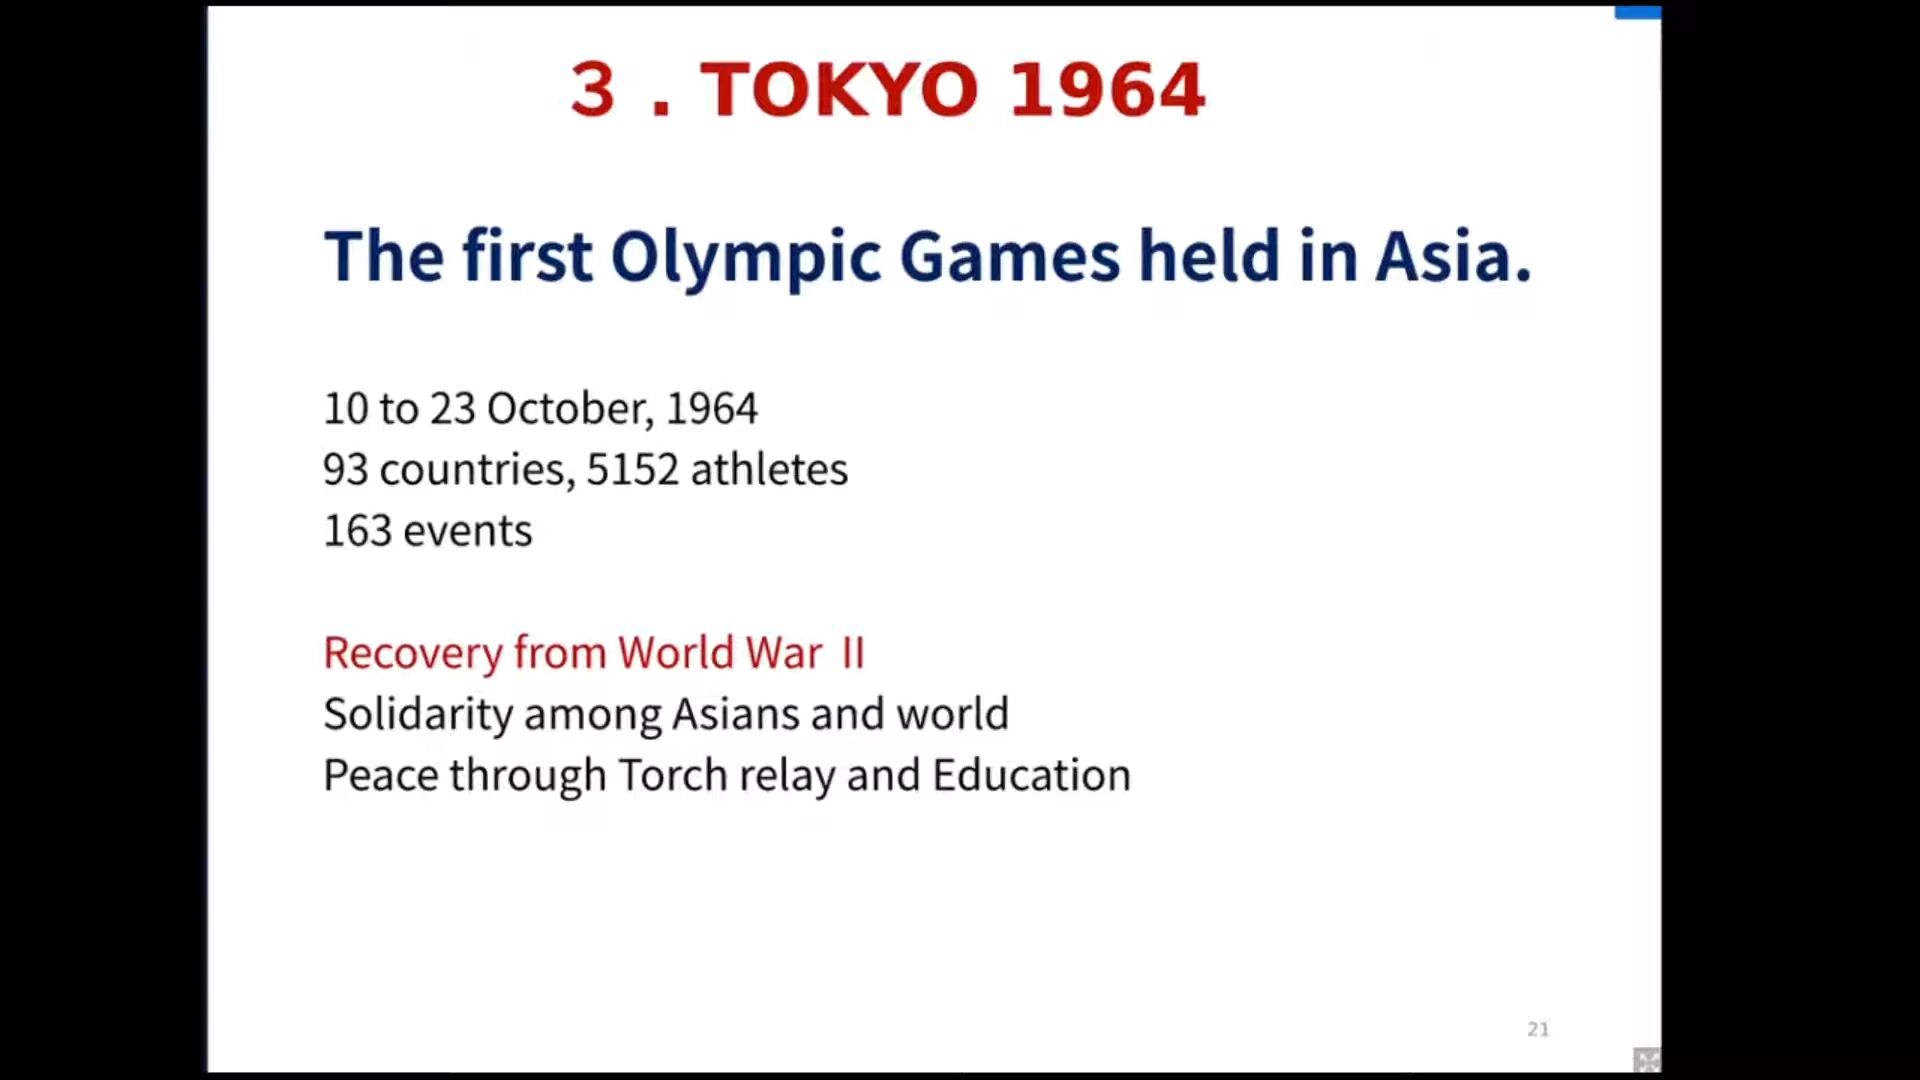 ３．TOKYO 1964
The first Olympic Games held in Asia.
10 to 23 October, 1964
93 countries, 5152 athletes
163 events
Recovery from World War Ⅱ
Solidarity among Asians and world
Peace through Torch relay and Education
21